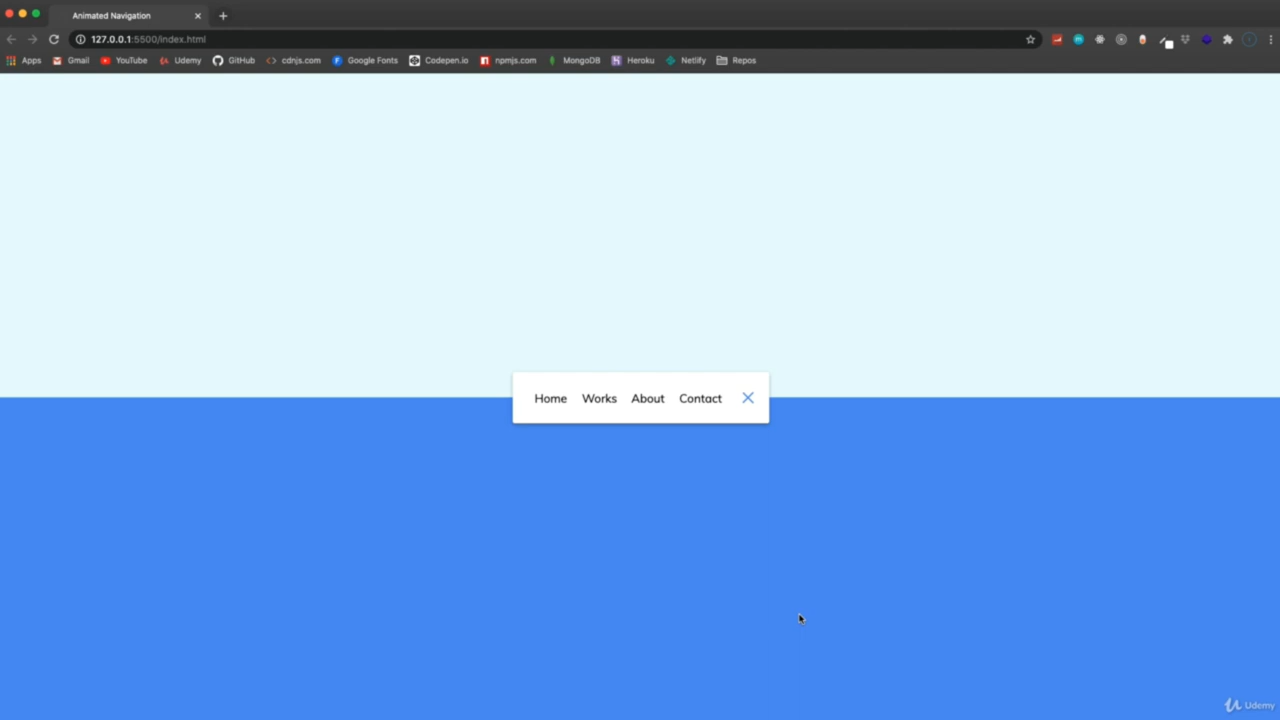 Animated Navigation
127.0.0.1:5500/index.html
Apps Gmail YouTube Udemy GitHub cdnjs.com Google Fonts Codepen.io npmjs.com MongoDB Heroku Netlify Repos
Home Works About Contact
Udemy